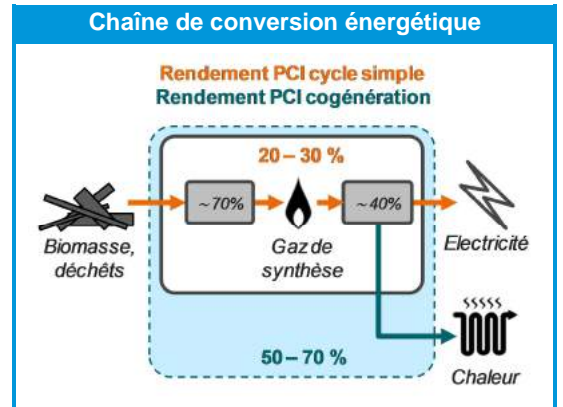 Chaîne de conversion énergétique
Rendement PCI cycle simple
Rendement PCI cogénération
20 – 30 %
~70%
~40%
Biomasse,
déchêts
Gaz de
synthèse
Electricité
50 – 70 %
Chaleur